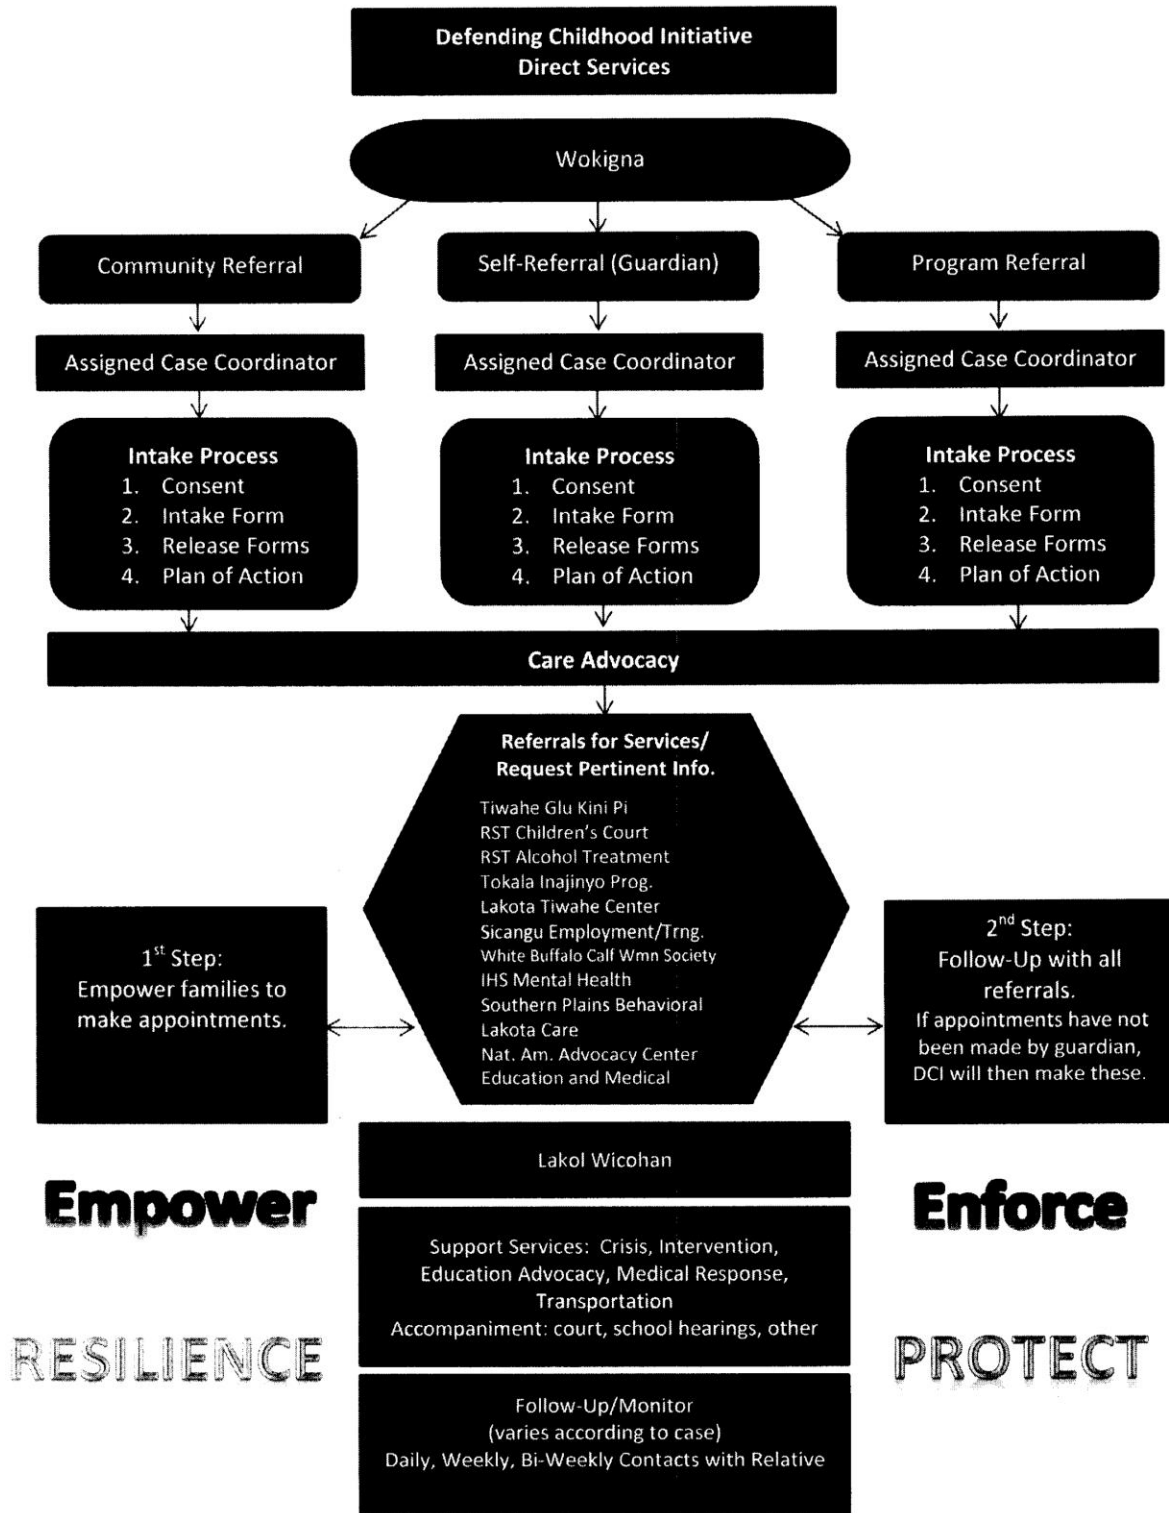 Defending Childhood Initiative
Direct Services
Wokigna
Community Referral
Self-Referral (Guardian)
Program Referral
Assigned Case Coordinator
Assigned Case Coordinator
Assigned Case Coordinator
Intake Process
1. Consent
2. Intake Form
3. Release Forms
4. Plan of Action
Intake Process
1. Consent
2. Intake Form
3. Release Forms
4. Plan of Action
Intake Process
1. Consent
2. Intake Form
3. Release Forms
4. Plan of Action
Care Advocacy
Referrals for Services/
Request Pertinent Info.
Tiwahe Glu Kini Pi
RST Children's Court
RST Alcohol Treatment
Tokala Inajinyo Prog.
Lakota Tiwahe Center
Sicangu Employment/Trng.
White Buffalo Calf Wmn Society
IHS Mental Health
Southern Plains Behavioral
Lakota Care
Nat. Am. Advocacy Center
Education and Medical
1st Step:
Empower families to
make appointments.
2nd Step:
Follow-Up with all
referrals.
If appointments have not
been made by guardian,
DCI will then make these.
Empower
Enforce
RESILIENCE
PROTECT
Lakol Wicohan
Support Services: Crisis, Intervention,
Education Advocacy, Medical Response,
Transportation
Accompaniment: court, school hearings, other
Follow-Up/Monitor
(varies according to case)
Daily, Weekly, Bi-Weekly Contacts with Relative